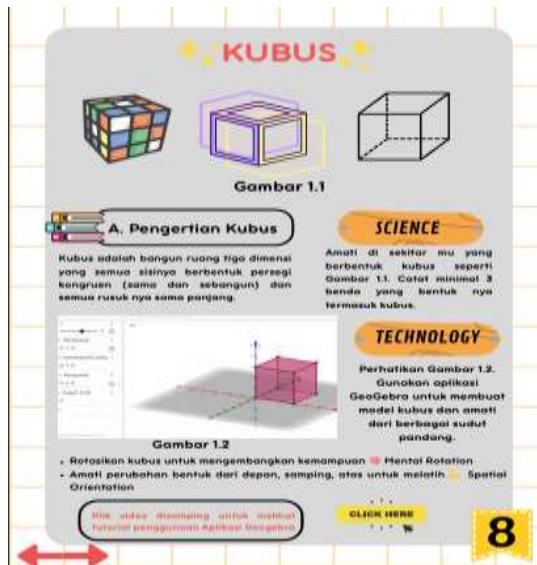 KUBUS
Gambar 1.1
A. Pengertian Kubus
Kubus adalah bangun ruang tiga dimensi
yang semua sisinya berbentuk persegi
kongruen (sama dan sebangun) dan
semua rusuk nya sama panjang.
SCIENCE
Amati di sekitar mu yang
berbentuk kubus seperti
Gambar 1.1. Catat minimal 3
benda yang bentuk nya
termasuk kubus.
TECHNOLOGY
Perhatikan Gambar 1.2.
Gunakan aplikasi
GeoGebra untuk membuat
model kubus dan amati
dari berbagai sudut
pandang.
Gambar 1.2
• Rotasikan kubus untuk mengembangkan kemampuan Mental Rotation
• Amati perubahan bentuk dari depan, samping, atas untuk melatih Spatial
Orientation
Klik video disamping untuk melihat
tutorial penggunaan Aplikasi Geogebra
CLICK HERE
8